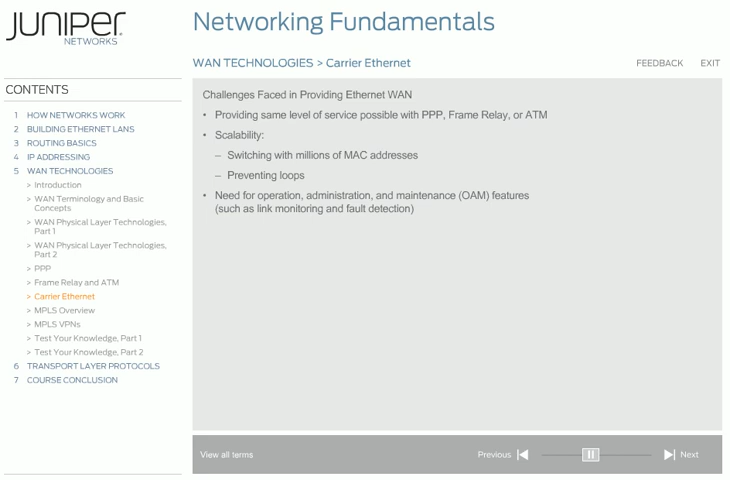 JUNIPER
NETWORKS
Networking Fundamentals
WAN TECHNOLOGIES > Carrier Ethernet
FEEDBACK EXIT
CONTENTS
1 HOW NETWORKS WORK
2 BUILDING ETHERNET LANS
3 ROUTING BASICS
4 IP ADDRESSING
5 WAN TECHNOLOGIES
> Introduction
> WAN Terminology and Basic
Concepts
> WAN Physical Layer Technologies,
Part 1
> WAN Physical Layer Technologies,
Part 2
> PPP
> Frame Relay and ATM
> Carrier Ethernet
> MPLS Overview
> MPLS VPNs
> Test Your Knowledge, Part 1
> Test Your Knowledge, Part 2
6 TRANSPORT LAYER PROTOCOLS
7 COURSE CONCLUSION
Challenges Faced in Providing Ethernet WAN
• Providing same level of service possible with PPP, Frame Relay, or ATM
• Scalability:
– Switching with millions of MAC addresses
– Preventing loops
• Need for operation, administration, and maintenance (OAM) features
(such as link monitoring and fault detection)
View all terms
Previous
Next